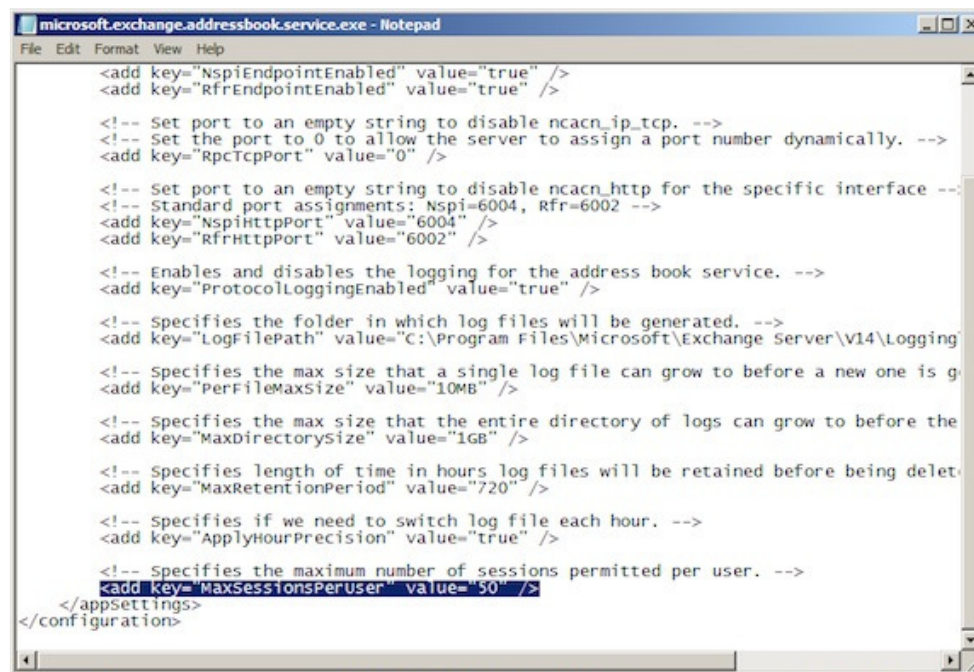 microsoft.exchange.addressbook.service.exe - Notepad
File Edit Format View Help
<add key="NspiEndpointEnabled" value="true" />
<add key="RfrEndpointEnabled" value="true" />
<!-- Set port to an empty string to disable ncacn_ip_tcp. -->
<!-- Set the port to 0 to allow the server to assign a port number dynamically. -->
<add key="RpcTcpPort" value="0" />
<!-- Set port to an empty string to disable ncacn_http for the specific interface --
<!-- Standard port assignments: Nspi=6004, Rfr=6002 -->
<add key="NspiHttpPort" value="6004" />
<add key="RfrHttpPort" value="6002" />
<!-- Enables and disables the logging for the address book service. -->
<add key="ProtocolLoggingEnabled" value="true" />
<!-- Specifies the folder in which log files will be generated. -->
<add key="LogFilePath" value="C:\Program Files\Microsoft\Exchange Server\V14\Logging\
<!-- Specifies the max size that a single log file can grow to before a new one is g
<add key="PerFileMaxSize" value="10MB" />
<!-- Specifies the max size that the entire directory of logs can grow to before the
<add key="MaxDirectorySize" value="1GB" />
<!-- Specifies length of time in hours log files will be retained before being delet
<add key="MaxRetentionPeriod" value="720" />
<!-- Specifies if we need to switch log file each hour. -->
<add key="ApplyHourPrecision" value="true" />
<!-- Specifies the maximum number of sessions permitted per user. -->
<add key="MaxSessionsPerUser" value="50" />
</appSettings>
</configuration>